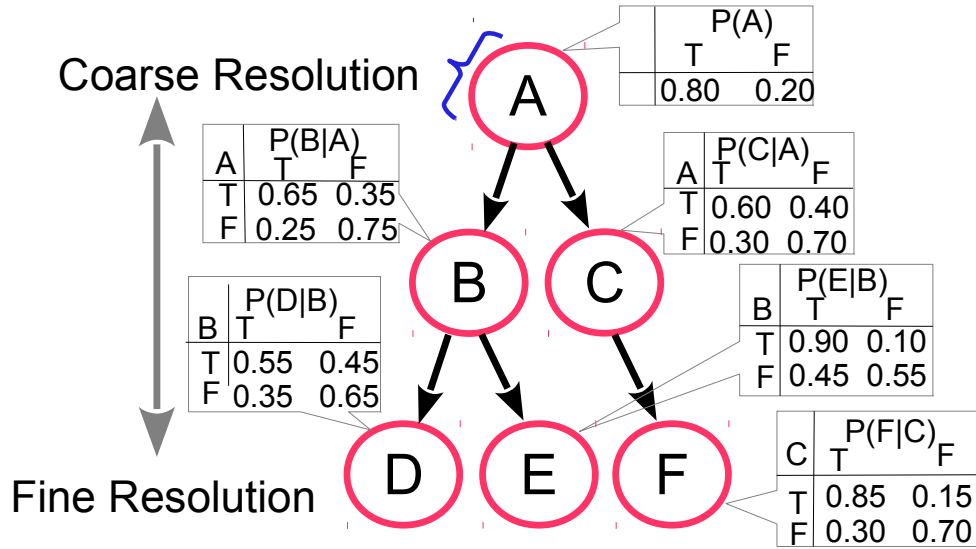 P(A)
T F
0.80 0.20
A
Coarse Resolution
P(B|A)
A T F
T 0.65 0.35
F 0.25 0.75
P(C|A)
A T F
T 0.60 0.40
F 0.30 0.70
B
C
P(E|B)
B T F
T 0.90 0.10
F 0.45 0.55
P(D|B)
B T F
T 0.55 0.45
F 0.35 0.65
D
E
F
P(F|C)
C T F
T 0.85 0.15
F 0.30 0.70
Fine Resolution